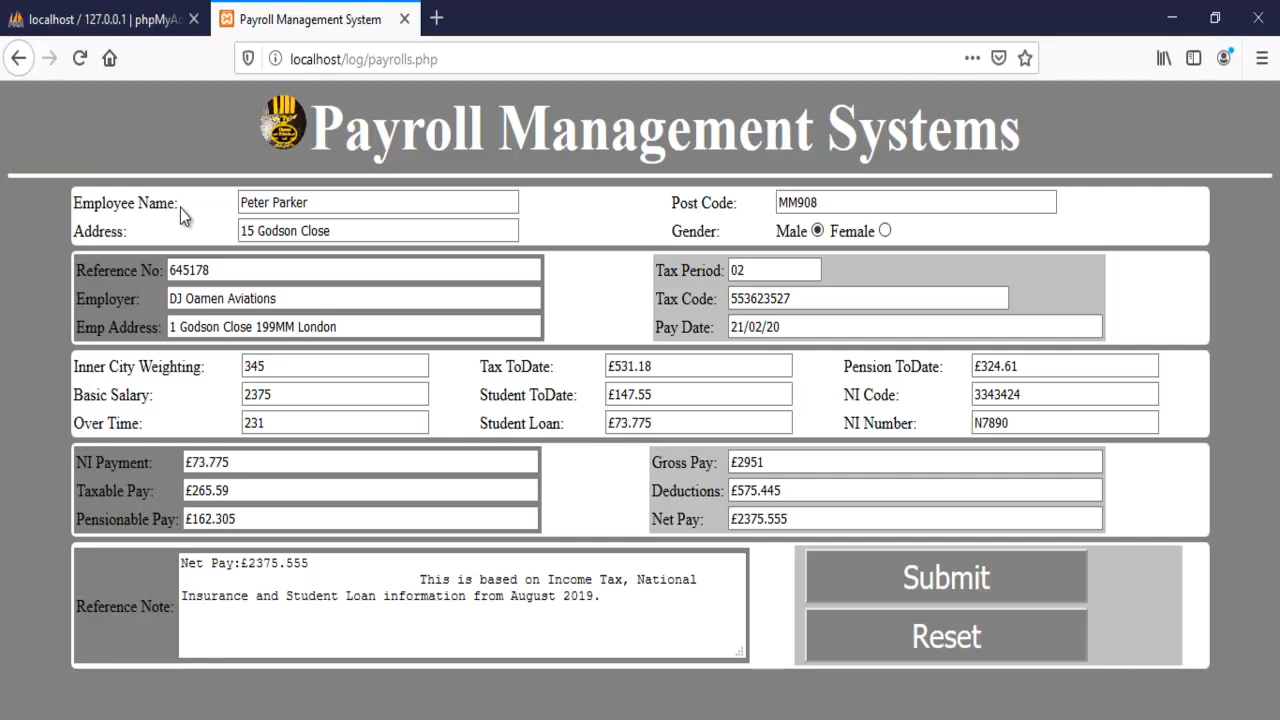 localhost / 127.0.0.1 | phpMyAd
Payroll Management System
localhost/log/payrolls.php
Payroll Management Systems
Employee Name: Peter Parker Post Code: MM908
Address: 15 Godson Close Gender: Male Female
Reference No: 645178 Tax Period: 02
Employer: DJ Oamen Aviations Tax Code: 553623527
Emp Address: 1 Godson Close 199MM London Pay Date: 21/02/20
Inner City Weighting: 345 Tax ToDate: £531.18 Pension ToDate: £324.61
Basic Salary: 2375 Student ToDate: £147.55 NI Code: 3343424
Over Time: 231 Student Loan: £73.775 NI Number: N7890
NI Payment: £73.775 Gross Pay: £2951
Taxable Pay: £265.59 Deductions: £575.445
Pensionable Pay: £162.305 Net Pay: £2375.555
Reference Note: Net Pay:£2375.555
This is based on Income Tax, National
Insurance and Student Loan information from August 2019.
Submit
Reset